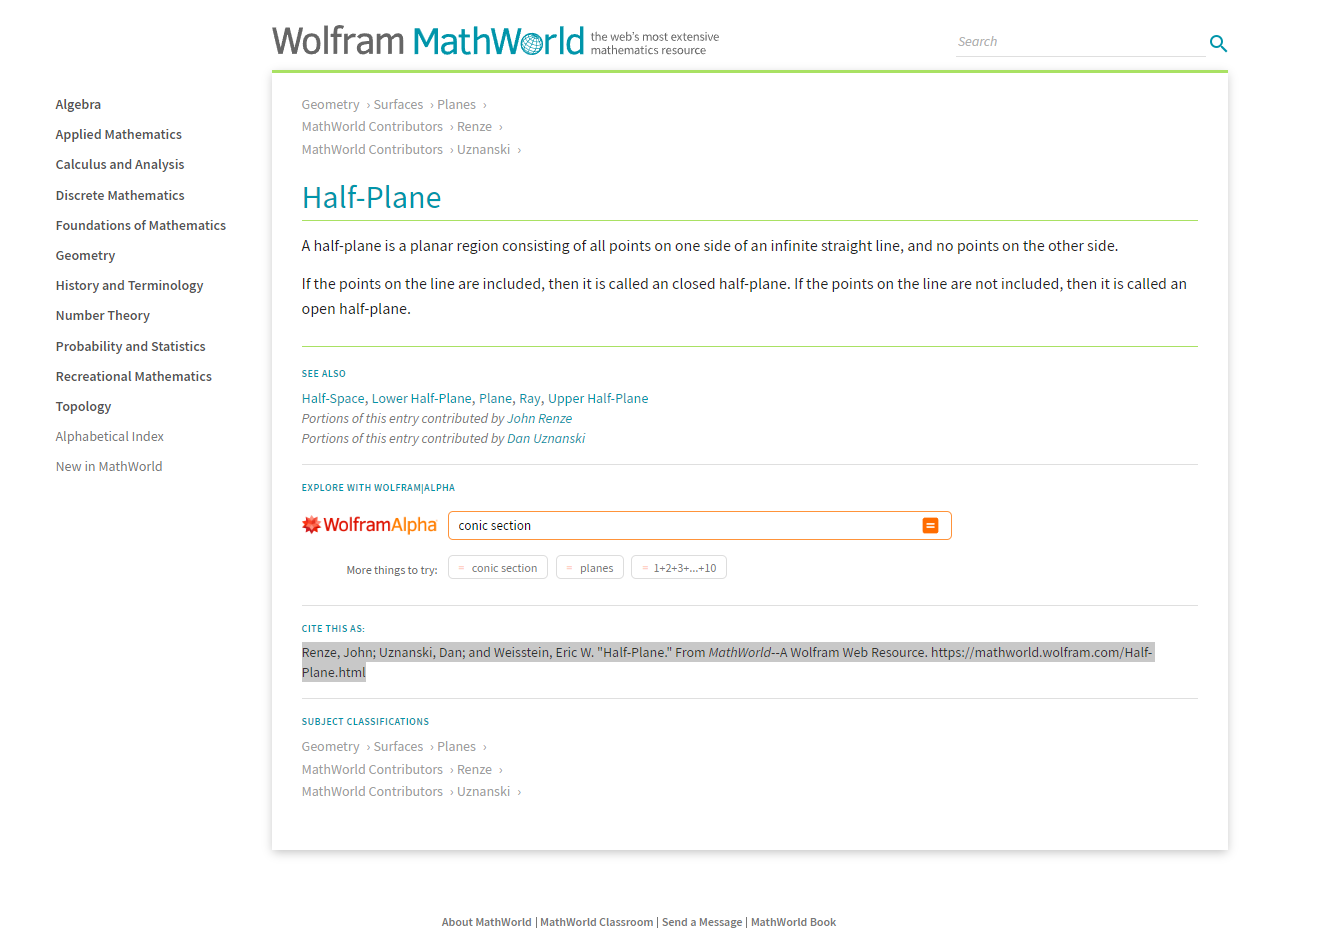 Wolfram MathWorld the web's most extensive
mathematics resource
Search
Algebra
Applied Mathematics
Calculus and Analysis
Discrete Mathematics
Foundations of Mathematics
Geometry
History and Terminology
Number Theory
Probability and Statistics
Recreational Mathematics
Topology
Alphabetical Index
New in MathWorld
Geometry › Surfaces › Planes ›
MathWorld Contributors › Renze ›
MathWorld Contributors › Uznanski ›
Half-Plane
A half-plane is a planar region consisting of all points on one side of an infinite straight line, and no points on the other side.
If the points on the line are included, then it is called an closed half-plane. If the points on the line are not included, then it is called an
open half-plane.
SEE ALSO
Half-Space, Lower Half-Plane, Plane, Ray, Upper Half-Plane
Portions of this entry contributed by John Renze
Portions of this entry contributed by Dan Uznanski
EXPLORE WITH WOLFRAM|ALPHA
WolframAlpha conic section =
More things to try: = conic section = planes = 1+2+3+...+10
CITE THIS AS:
Renze, John; Uznanski, Dan; and Weisstein, Eric W. "Half-Plane." From MathWorld--A Wolfram Web Resource. https://mathworld.wolfram.com/Half-
Plane.html
SUBJECT CLASSIFICATIONS
Geometry › Surfaces › Planes ›
MathWorld Contributors › Renze ›
MathWorld Contributors › Uznanski ›
About MathWorld | MathWorld Classroom | Send a Message | MathWorld Book